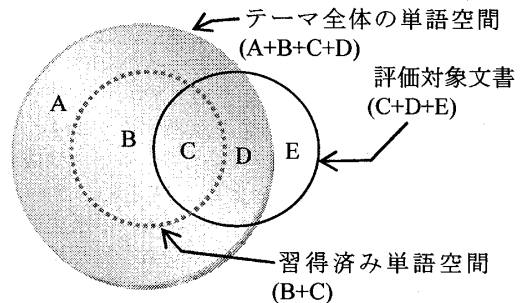 テーマ全体の単語空間
(A+B+C+D)
評価対象文書
(C+D+E)
A
B
C
D
E
習得済み単語空間
(B+C)